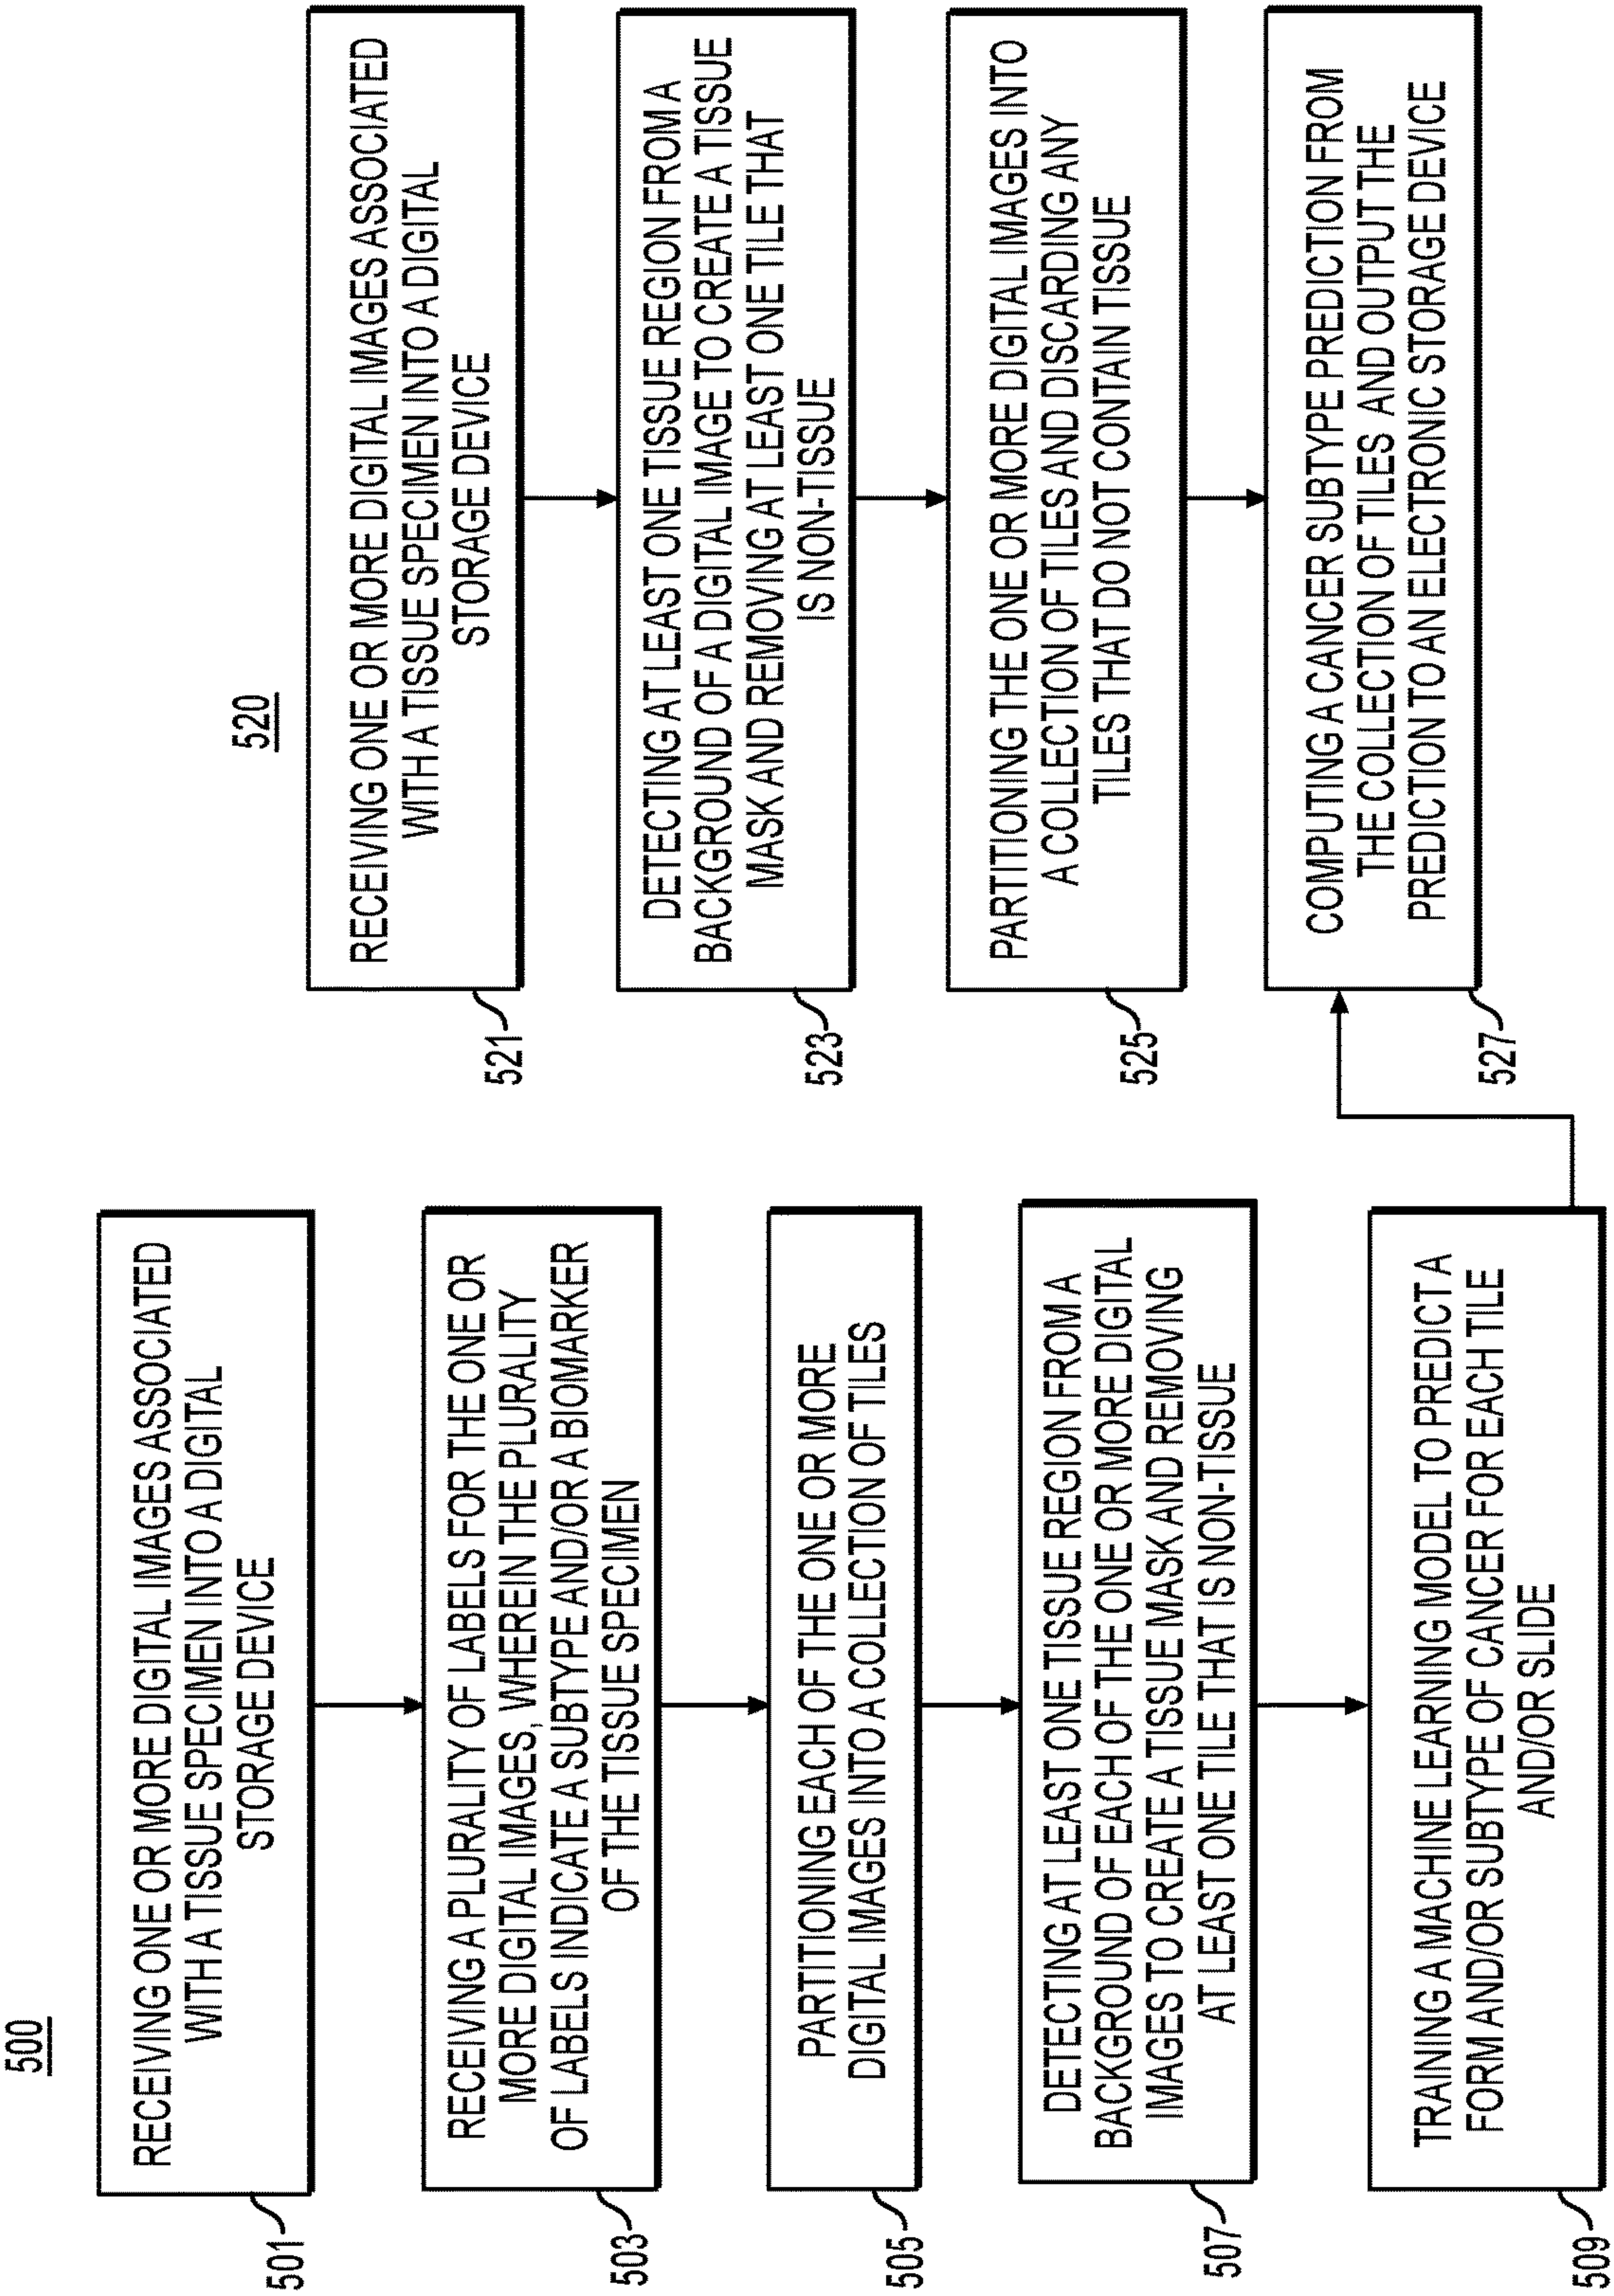 500
RECEIVING ONE OR MORE DIGITAL IMAGES ASSOCIATED
WITH A TISSUE SPECIMEN INTO A DIGITAL
STORAGE DEVICE
501
RECEIVING A PLURALITY OF LABELS FOR THE ONE OR
MORE DIGITAL IMAGES, WHEREIN THE PLURALITY
OF LABELS INDICATE A SUBTYPE AND/OR A BIOMARKER
OF THE TISSUE SPECIMEN
503
PARTITIONING EACH OF THE ONE OR MORE
DIGITAL IMAGES INTO A COLLECTION OF TILES
505
DETECTING AT LEAST ONE TISSUE REGION FROM A
BACKGROUND OF EACH OF THE ONE OR MORE DIGITAL
IMAGES TO CREATE A TISSUE MASK AND REMOVING
AT LEAST ONE TILE THAT IS NON-TISSUE
507
TRAINING A MACHINE LEARNING MODEL TO PREDICT A
FORM AND/OR SUBTYPE OF CANCER FOR EACH TILE
AND/OR SLIDE
509
520
RECEIVING ONE OR MORE DIGITAL IMAGES ASSOCIATED
WITH A TISSUE SPECIMEN INTO A DIGITAL
STORAGE DEVICE
521
DETECTING AT LEAST ONE TISSUE REGION FROM A
BACKGROUND OF A DIGITAL IMAGE TO CREATE A TISSUE
MASK AND REMOVING AT LEAST ONE TILE THAT
IS NON-TISSUE
523
PARTITIONING THE ONE OR MORE DIGITAL IMAGES INTO
A COLLECTION OF TILES AND DISCARDING ANY
TILES THAT DO NOT CONTAIN TISSUE
525
COMPUTING A CANCER SUBTYPE PREDICTION FROM
THE COLLECTION OF TILES AND OUTPUT THE
PREDICTION TO AN ELECTRONIC STORAGE DEVICE
527